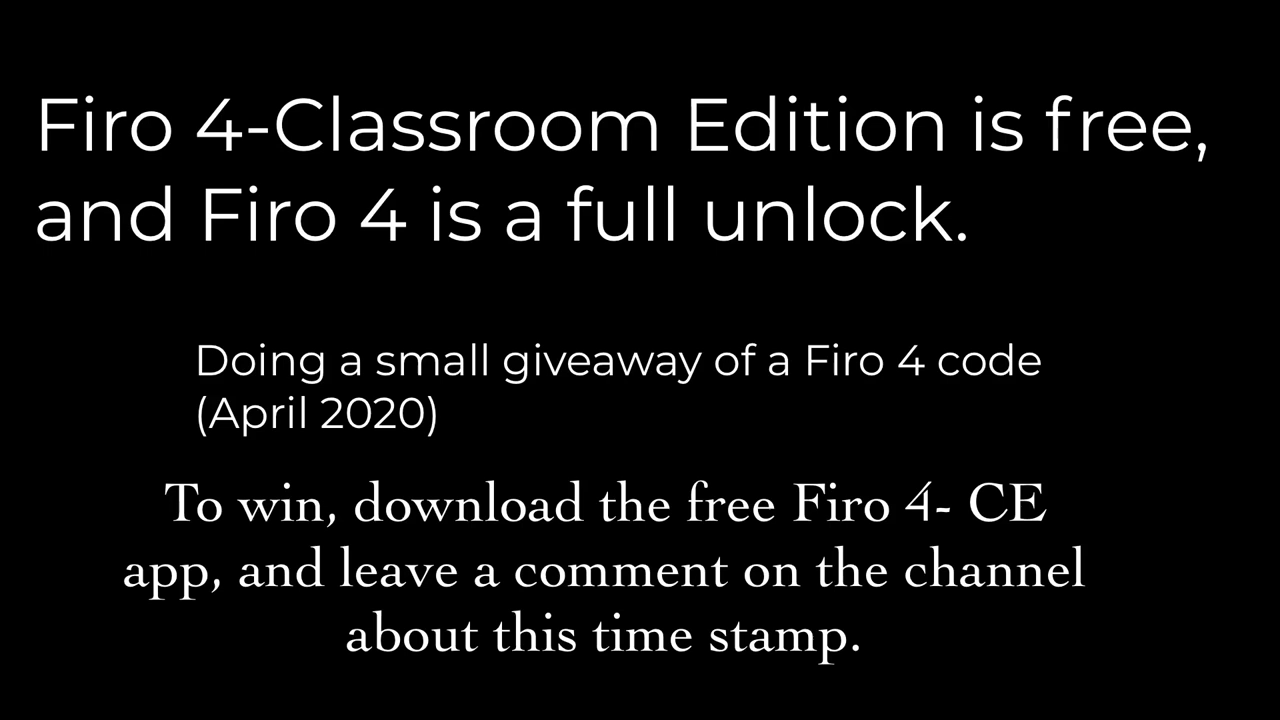 Firo 4-Classroom Edition is free,
and Firo 4 is a full unlock.
Doing a small giveaway of a Firo 4 code
(April 2020)
To win, download the free Firo 4- CE
app, and leave a comment on the channel
about this time stamp.